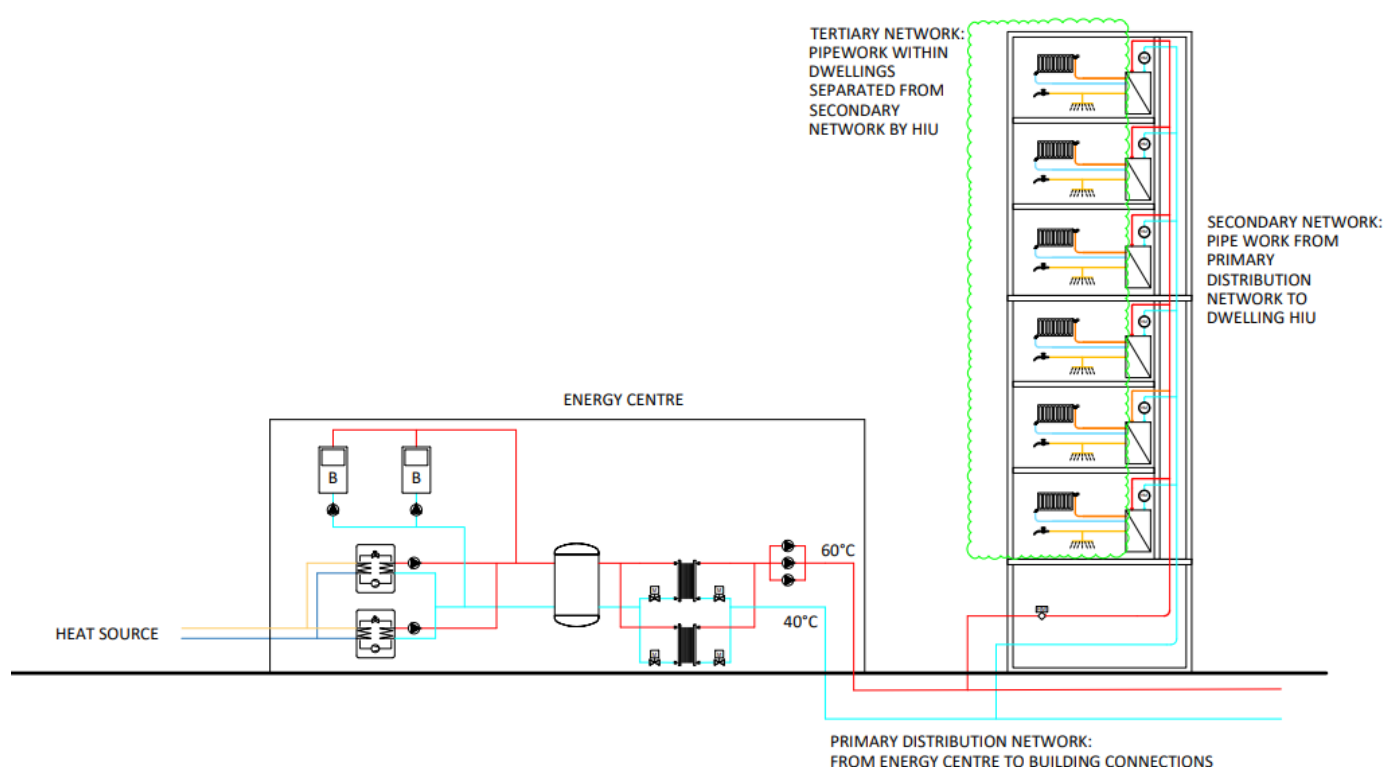 TERTIARY NETWORK:
PIPEWORK WITHIN
DWELLINGS
SEPARATED FROM
SECONDARY
NETWORK BY HIU
SECONDARY NETWORK:
PIPE WORK FROM
PRIMARY
DISTRIBUTION
NETWORK TO
DWELLING HIU
ENERGY CENTRE
B
B
60°C
40°C
HEAT SOURCE
PRIMARY DISTRIBUTION NETWORK:
FROM ENERGY CENTRE TO BUILDING CONNECTIONS